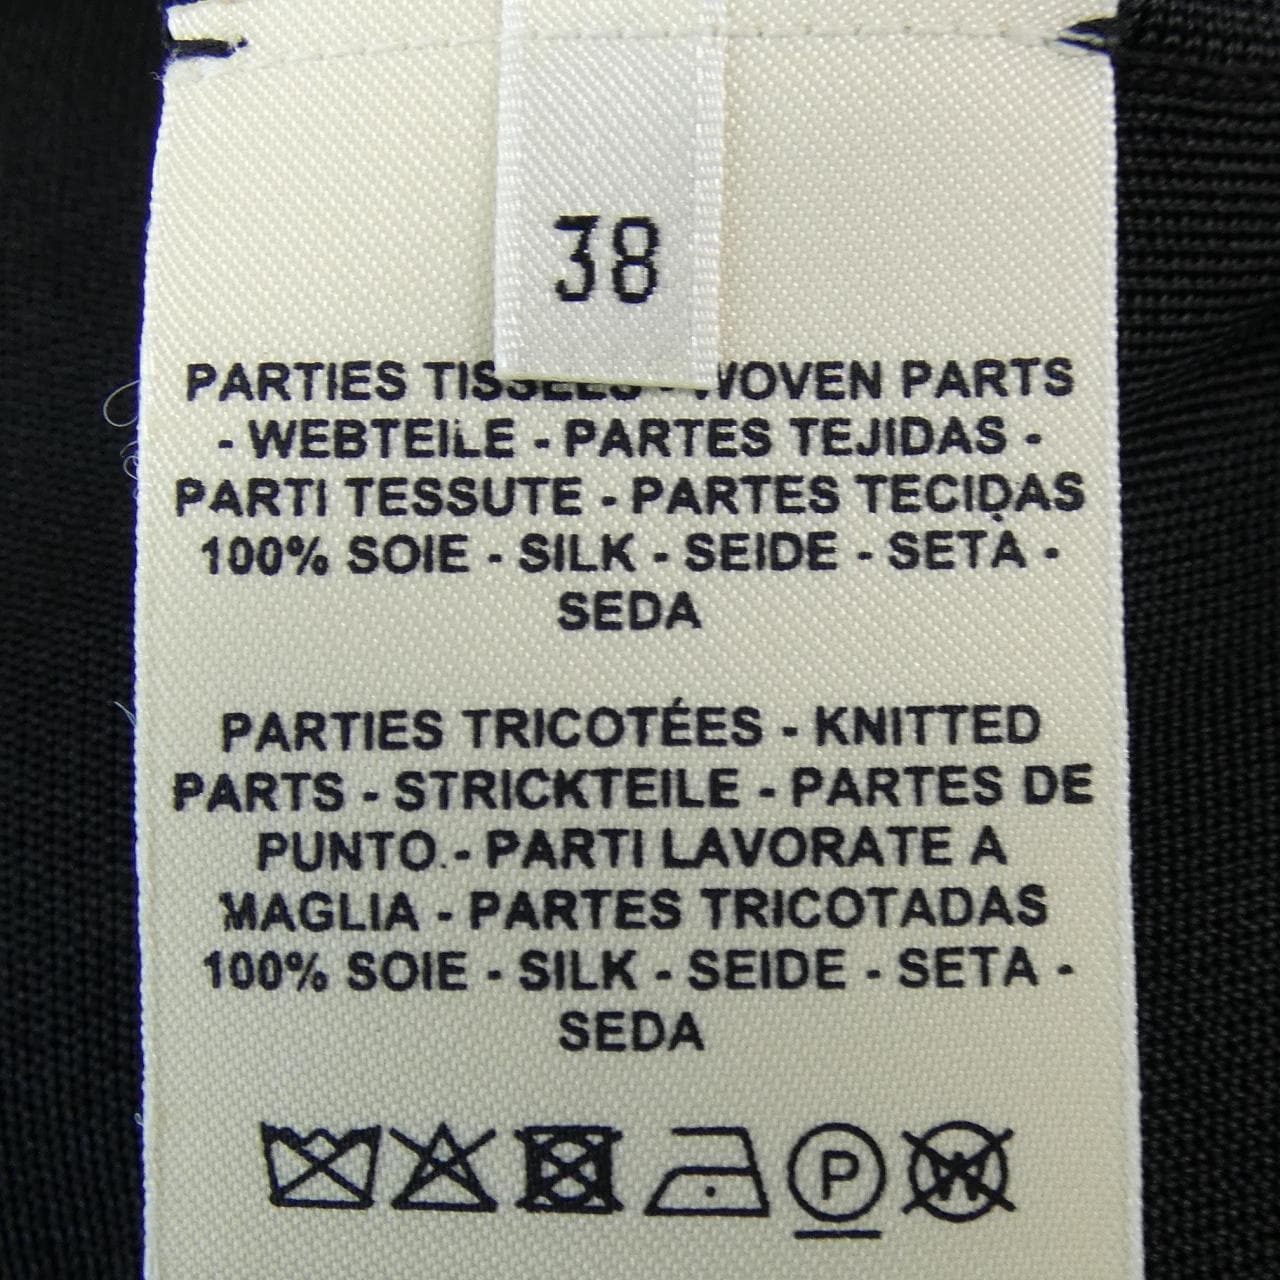 38
PARTIES TISSÉES - WOVEN PARTS
- WEBTEILE - PARTES TEJIDAS -
PARTI TESSUTE - PARTES TECIDAS
100% SOIE - SILK - SEIDE - SETA -
SEDA
PARTIES TRICOTÉES - KNITTED
PARTS - STRICKTEILE - PARTES DE
PUNTO - PARTI LAVORATE A
MAGLIA - PARTES TRICOTADAS
100% SOIE - SILK - SEIDE - SETA -
SEDA
P W